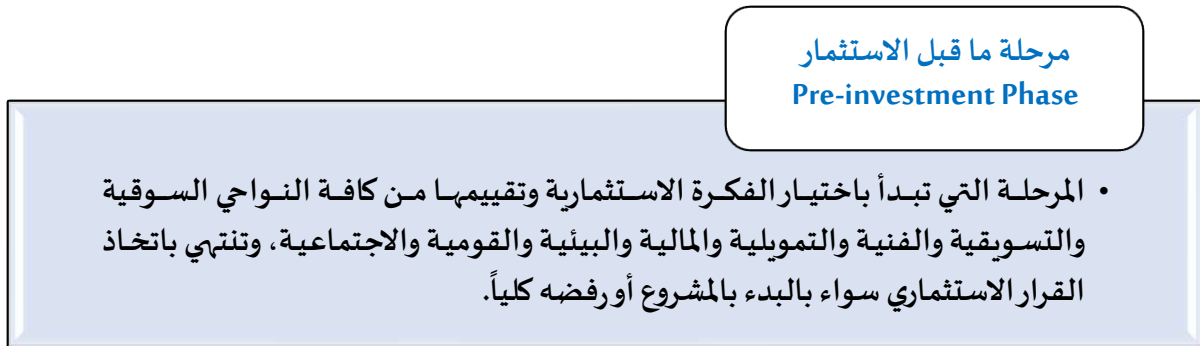 مرحلة ما قبل الاستثمار
Pre-investment Phase
• المرحلة التي تبدأ باختيار الفكرة الاستثمارية وتقييمها من كافة النواحي السوقية
والتسويقية والفنية والتمويلية والمالية والبيئية والقومية والاجتماعية، وتنتهي باتخاذ
القرار الاستثماري سواء بالبدء بالمشروع أو رفضه كلياً.